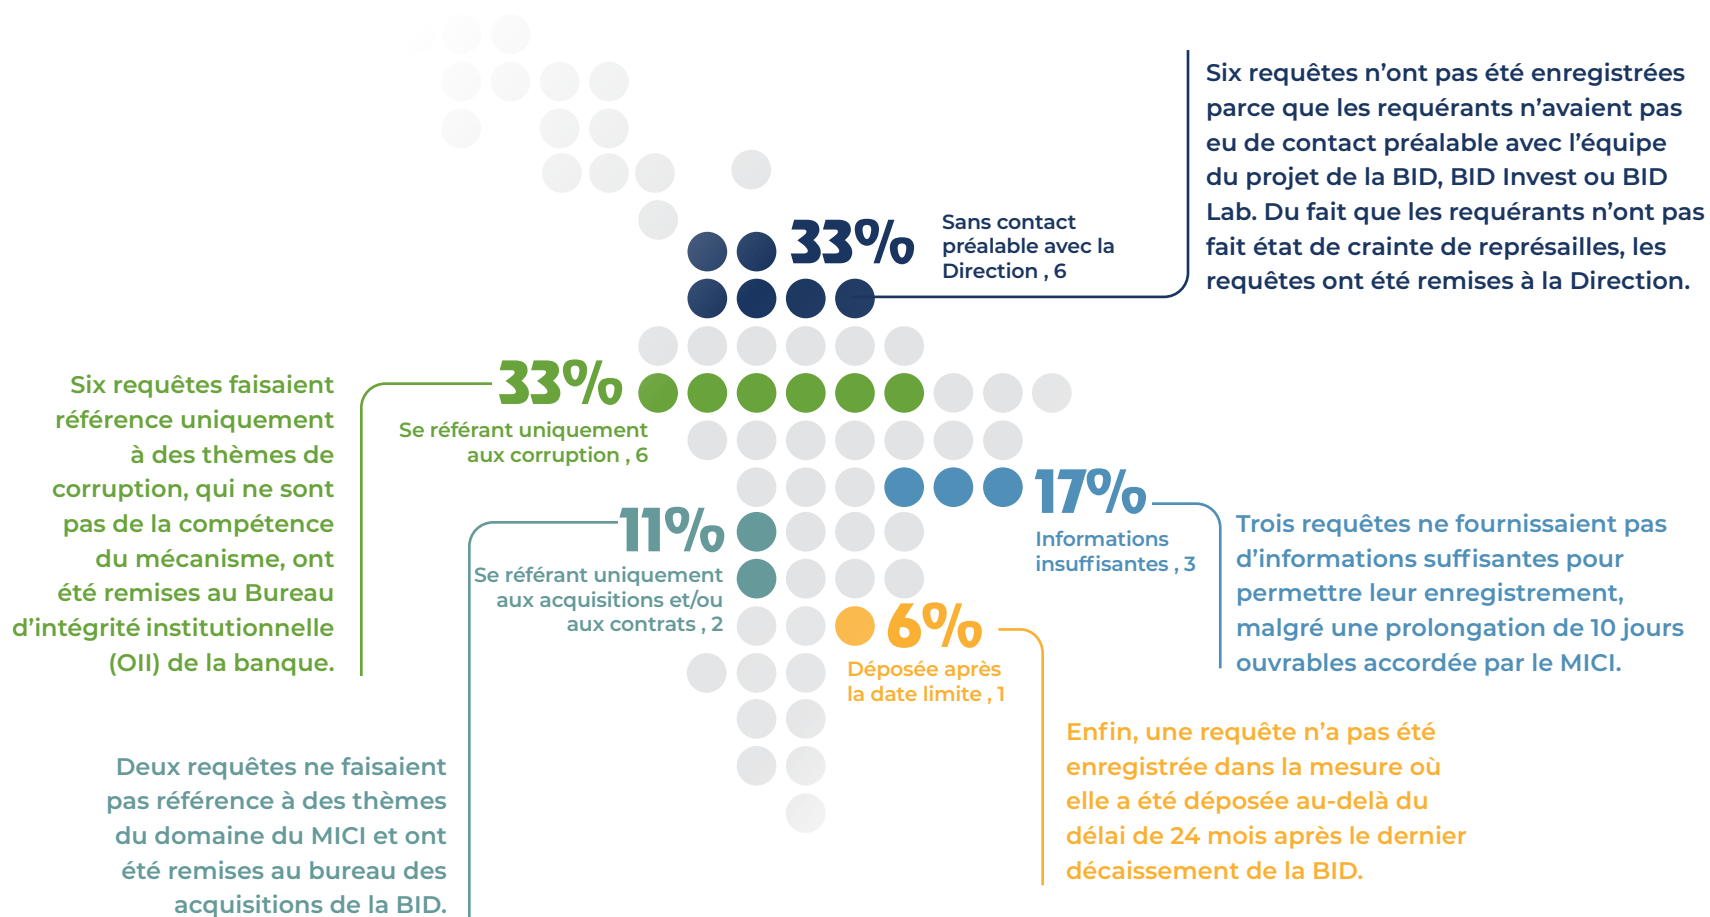 Six requêtes n’ont pas été enregistrées
parce que les requérants n’avaient pas
eu de contact préalable avec l’équipe
du projet de la BID, BID Invest ou BID
Lab. Du fait que les requérants n’ont pas
fait état de crainte de représailles, les
requêtes ont été remises à la Direction.
33%
Sans contact
préalable avec la
Direction , 6
33%
Se référant uniquement
aux corruption , 6
Six requêtes faisaient
référence uniquement
à des thèmes de
corruption, qui ne sont
pas de la compétence
du mécanisme, ont
été remises au Bureau
d’intégrité institutionnelle
(OII) de la banque.
17%
Informations
insuffisantes , 3
Trois requêtes ne fournissaient pas
d’informations suffisantes pour
permettre leur enregistrement,
malgré une prolongation de 10 jours
ouvrables accordée par le MICI.
11%
Se référant uniquement
aux acquisitions et/ou
aux contrats , 2
Deux requêtes ne faisaient
pas référence à des thèmes
du domaine du MICI et ont
été remises au bureau des
acquisitions de la BID.
6%
Déposée après
la date limite , 1
Enfin, une requête n’a pas été
enregistrée dans la mesure où
elle a été déposée au-delà du
délai de 24 mois après le dernier
décaissement de la BID.